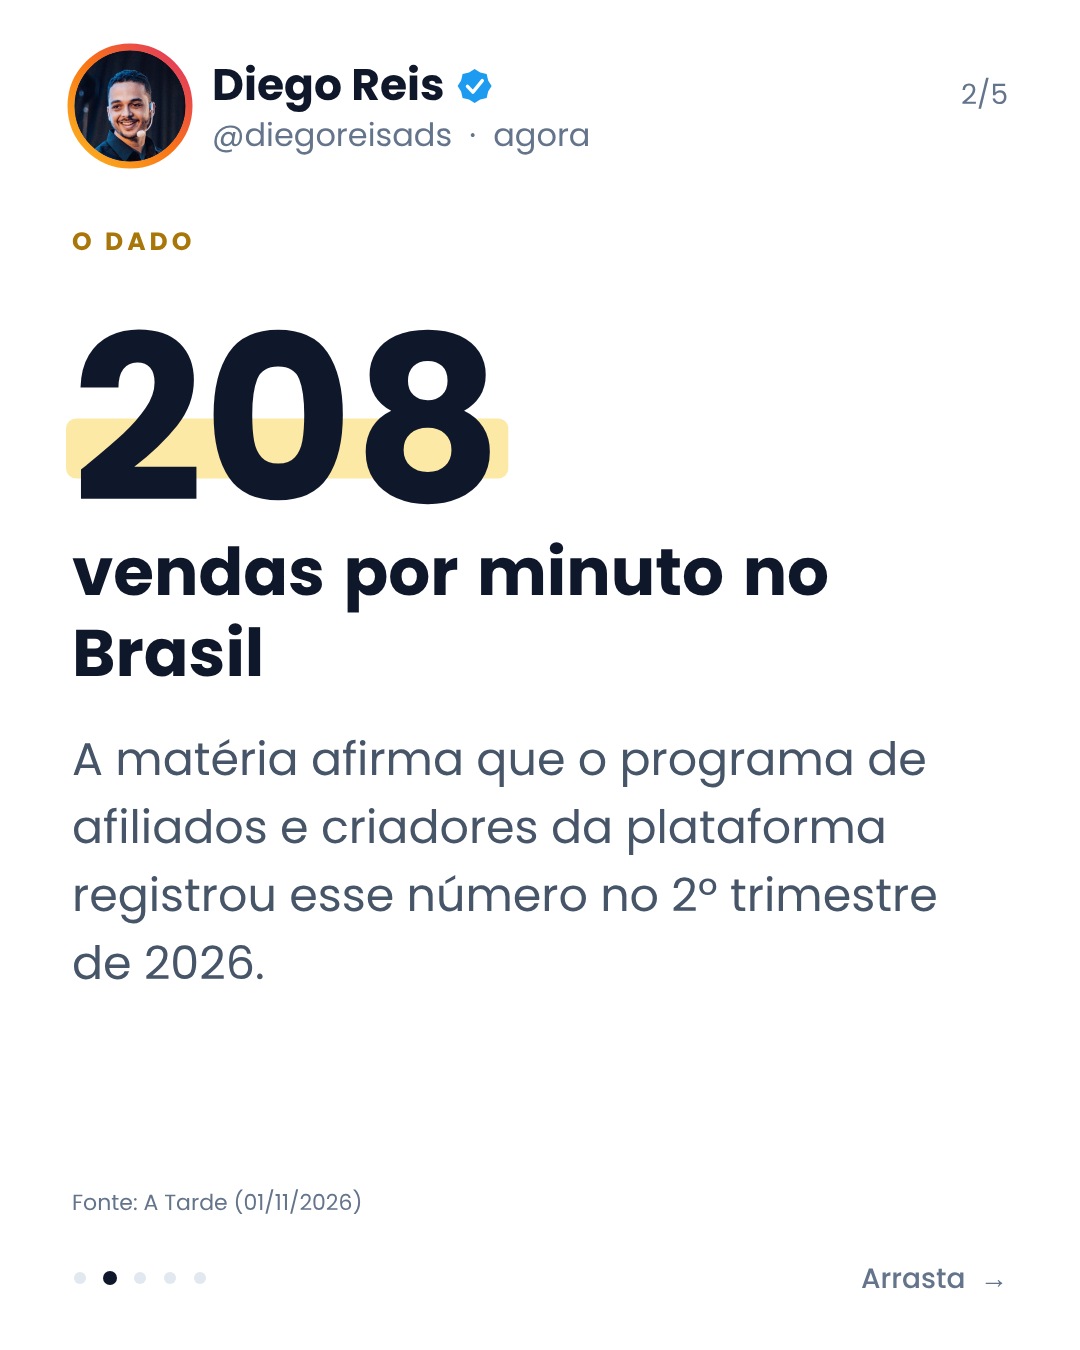 Diego Reis
@diegoreisads · agora
2/5
O DADO
208
vendas por minuto no
Brasil
A matéria afirma que o programa de
afiliados e criadores da plataforma
registrou esse número no 2º trimestre
de 2026.
Fonte: A Tarde (01/11/2026)
Arrasta →